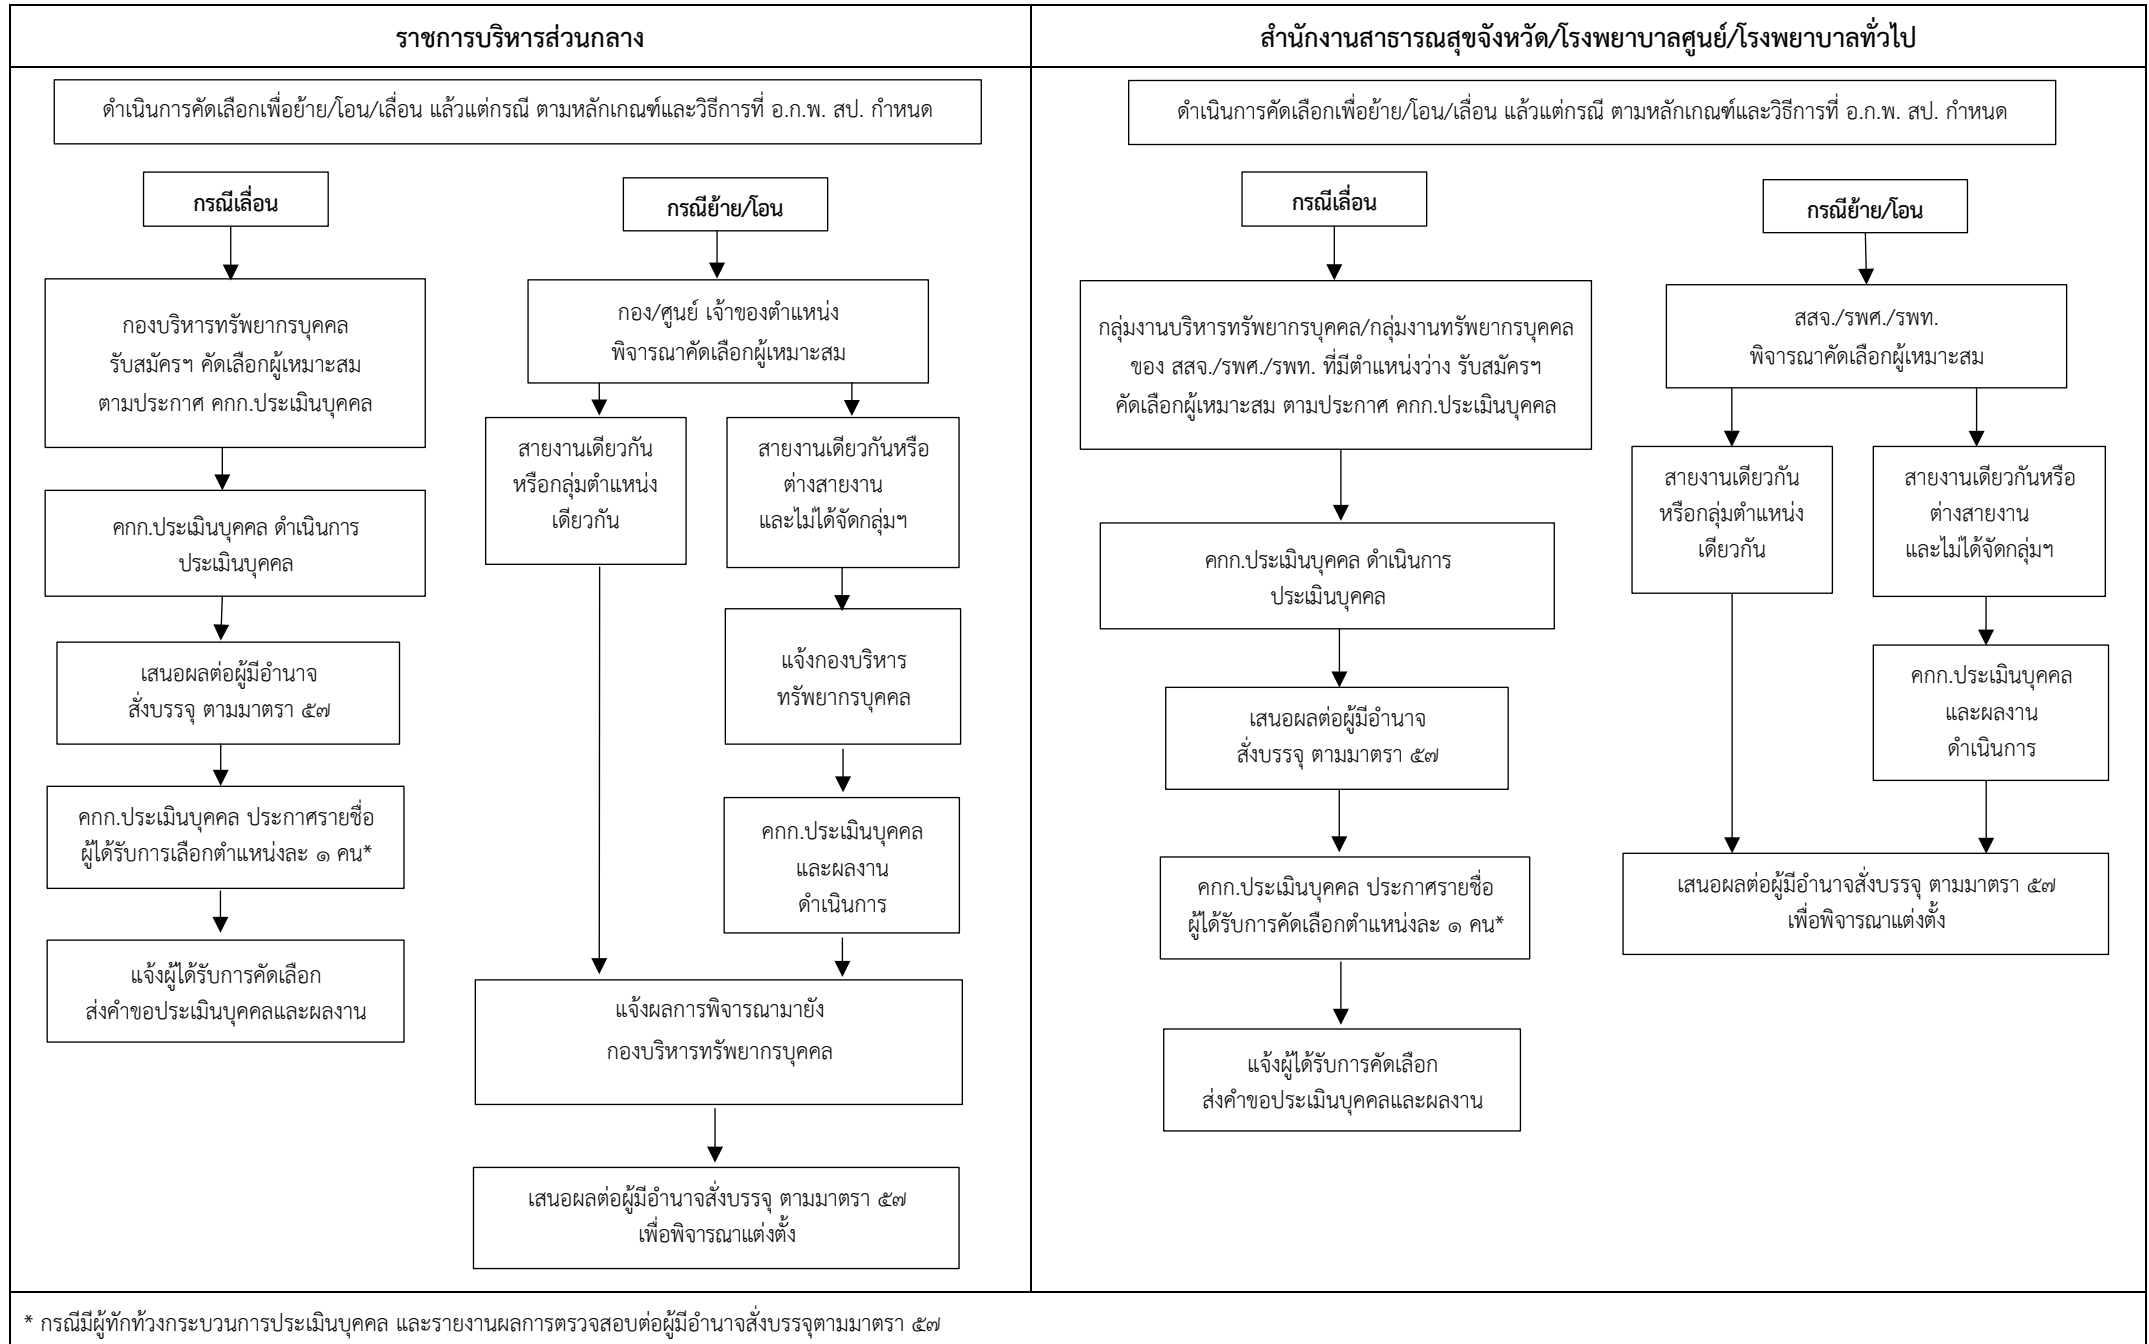 ราชการบริหารส่วนกลาง
ดำเนินการคัดเลือกเพื่อย้าย/โอน/เลื่อน แล้วแต่กรณี ตามหลักเกณฑ์และวิธีการที่ อ.ก.พ. สป. กำหนด
กรณีเลื่อน
กองบริหารทรัพยากรบุคคล
รับสมัครฯ คัดเลือกผู้เหมาะสม
ตามประกาศ คกก.ประเมินบุคคล
คกก.ประเมินบุคคล ดำเนินการ
ประเมินบุคคล
เสนอผลต่อผู้มีอำนาจ
สั่งบรรจุ ตามมาตรา ๕๗
คกก.ประเมินบุคคล ประกาศรายชื่อ
ผู้ได้รับการเลือกตำแหน่งละ ๑ คน*
แจ้งผู้ได้รับการคัดเลือก
ส่งคำขอประเมินบุคคลและผลงาน
กรณีย้าย/โอน
กอง/ศูนย์ เจ้าของตำแหน่ง
พิจารณาคัดเลือกผู้เหมาะสม
สายงานเดียวกัน
หรือกลุ่มตำแหน่ง
เดียวกัน
สายงานเดียวกันหรือ
ต่างสายงาน
และไม่ได้จัดกลุ่มฯ
แจ้งกองบริหาร
ทรัพยากรบุคคล
คกก.ประเมินบุคคล
และผลงาน
ดำเนินการ
แจ้งผลการพิจารณามายัง
กองบริหารทรัพยากรบุคคล
เสนอผลต่อผู้มีอำนาจสั่งบรรจุ ตามมาตรา ๕๗
เพื่อพิจารณาแต่งตั้ง
สำนักงานสาธารณสุขจังหวัด/โรงพยาบาลศูนย์/โรงพยาบาลทั่วไป
ดำเนินการคัดเลือกเพื่อย้าย/โอน/เลื่อน แล้วแต่กรณี ตามหลักเกณฑ์และวิธีการที่ อ.ก.พ. สป. กำหนด
กรณีเลื่อน
กลุ่มงานบริหารทรัพยากรบุคคล/กลุ่มงานทรัพยากรบุคคล
ของ สสจ./รพศ./รพท. ที่มีตำแหน่งว่าง รับสมัครฯ
คัดเลือกผู้เหมาะสม ตามประกาศ คกก.ประเมินบุคคล
คกก.ประเมินบุคคล ดำเนินการ
ประเมินบุคคล
เสนอผลต่อผู้มีอำนาจ
สั่งบรรจุ ตามมาตรา ๕๗
คกก.ประเมินบุคคล ประกาศรายชื่อ
ผู้ได้รับการคัดเลือกตำแหน่งละ ๑ คน*
แจ้งผู้ได้รับการคัดเลือก
ส่งคำขอประเมินบุคคลและผลงาน
กรณีย้าย/โอน
สสจ./รพศ./รพท.
พิจารณาคัดเลือกผู้เหมาะสม
สายงานเดียวกัน
หรือกลุ่มตำแหน่ง
เดียวกัน
สายงานเดียวกันหรือ
ต่างสายงาน
และไม่ได้จัดกลุ่มฯ
คกก.ประเมินบุคคล
และผลงาน
ดำเนินการ
เสนอผลต่อผู้มีอำนาจสั่งบรรจุ ตามมาตรา ๕๗
เพื่อพิจารณาแต่งตั้ง
* กรณีมีผู้ทักท้วงกระบวนการประเมินบุคคล และรายงานผลการตรวจสอบต่อผู้มีอำนาจสั่งบรรจุตามมาตรา ๕๗